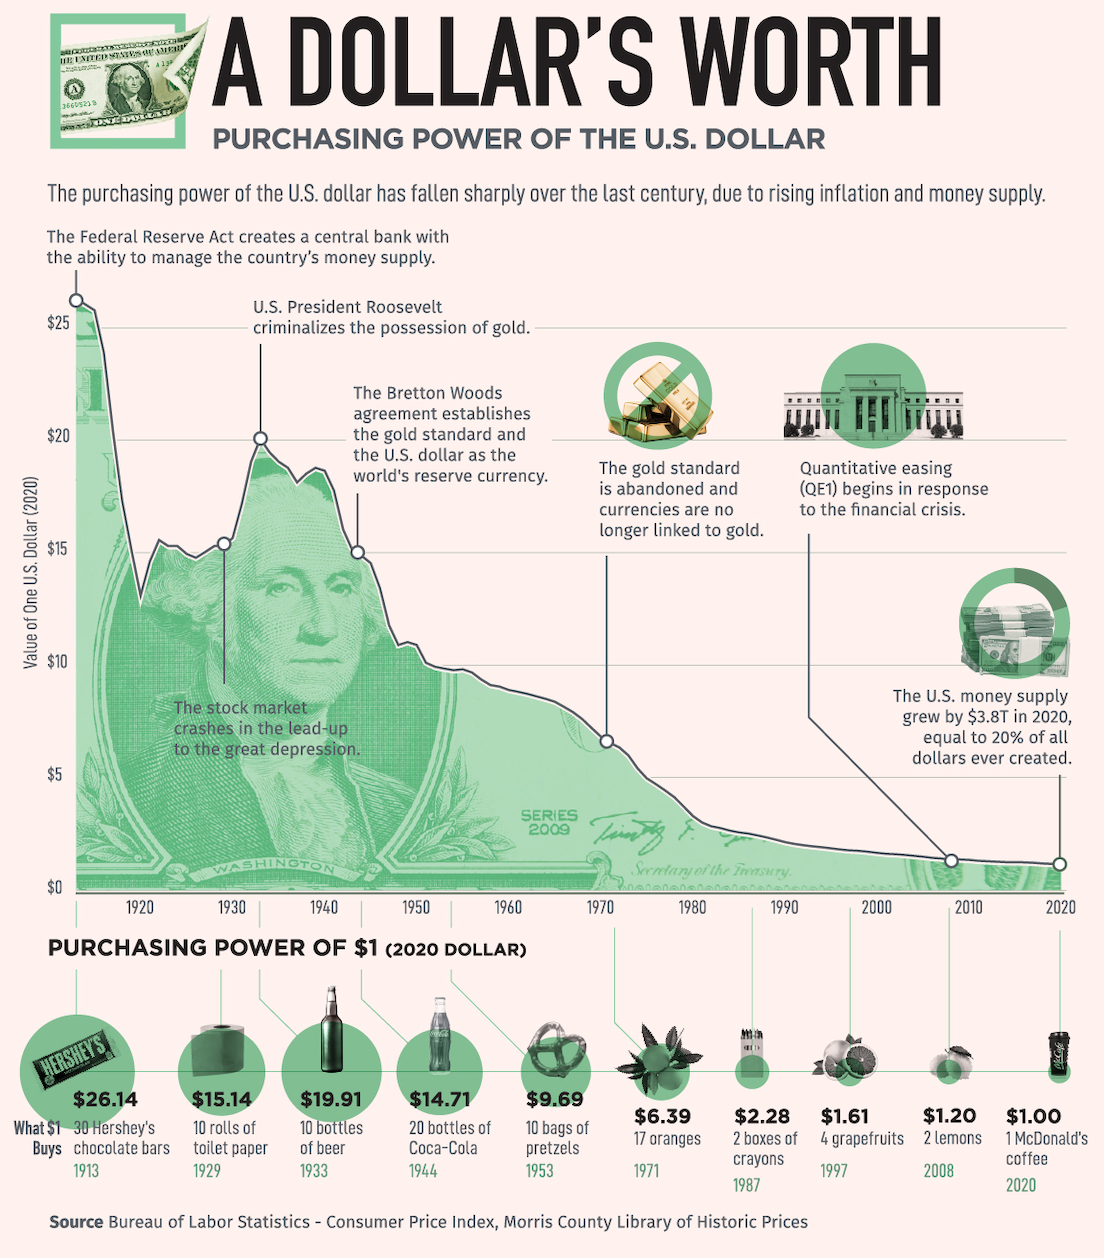 A DOLLAR'S WORTH
PURCHASING POWER OF THE U.S. DOLLAR
The purchasing power of the U.S. dollar has fallen sharply over the last century, due to rising inflation and money supply.
The Federal Reserve Act creates a central bank with
the ability to manage the country's money supply.
U.S. President Roosevelt
criminalizes the possession of gold.
The Bretton Woods
agreement establishes
the gold standard and
the U.S. dollar as the
world's reserve currency.
The gold standard
is abandoned and
currencies are no
longer linked to gold.
Quantitative easing
(QE1) begins in response
to the financial crisis.
The U.S. money supply
grew by $3.8T in 2020,
equal to 20% of all
dollars ever created.
The stock market
crashes in the lead-up
to the great depression.
Value of One U.S. Dollar (2020)
$25
$20
$15
$10
$5
$0
SERIES
2009
WASHINGTON
Secretary of the Treasury.
1920 1930 1940 1950 1960 1970 1980 1990 2000 2010 2020
PURCHASING POWER OF $1 (2020 DOLLAR)
HERSHEY'S
What $1
Buys
$26.14
30 Hershey's
chocolate bars
1913
$15.14
10 rolls of
toilet paper
1929
$19.91
10 bottles
of beer
1933
Coca-Cola
$14.71
20 bottles of
Coca-Cola
1944
$9.69
10 bags of
pretzels
1953
$6.39
17 oranges
1971
$2.28
2 boxes of
crayons
1987
$1.61
4 grapefruits
1997
$1.20
2 lemons
2008
McCafé
$1.00
1 McDonald's
coffee
2020
Source Bureau of Labor Statistics - Consumer Price Index, Morris County Library of Historic Prices